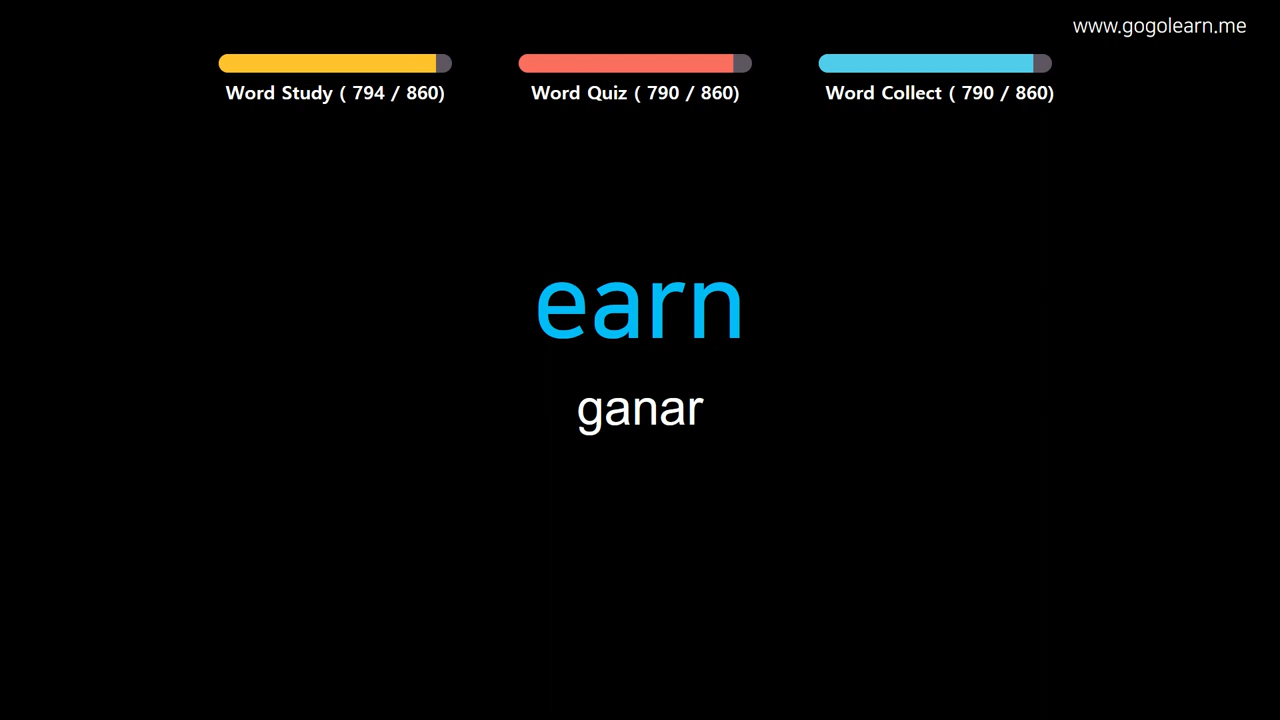 www.gogolearn.me
Word Study ( 794 / 860)
Word Quiz ( 790 / 860)
Word Collect ( 790 / 860)
earn
ganar